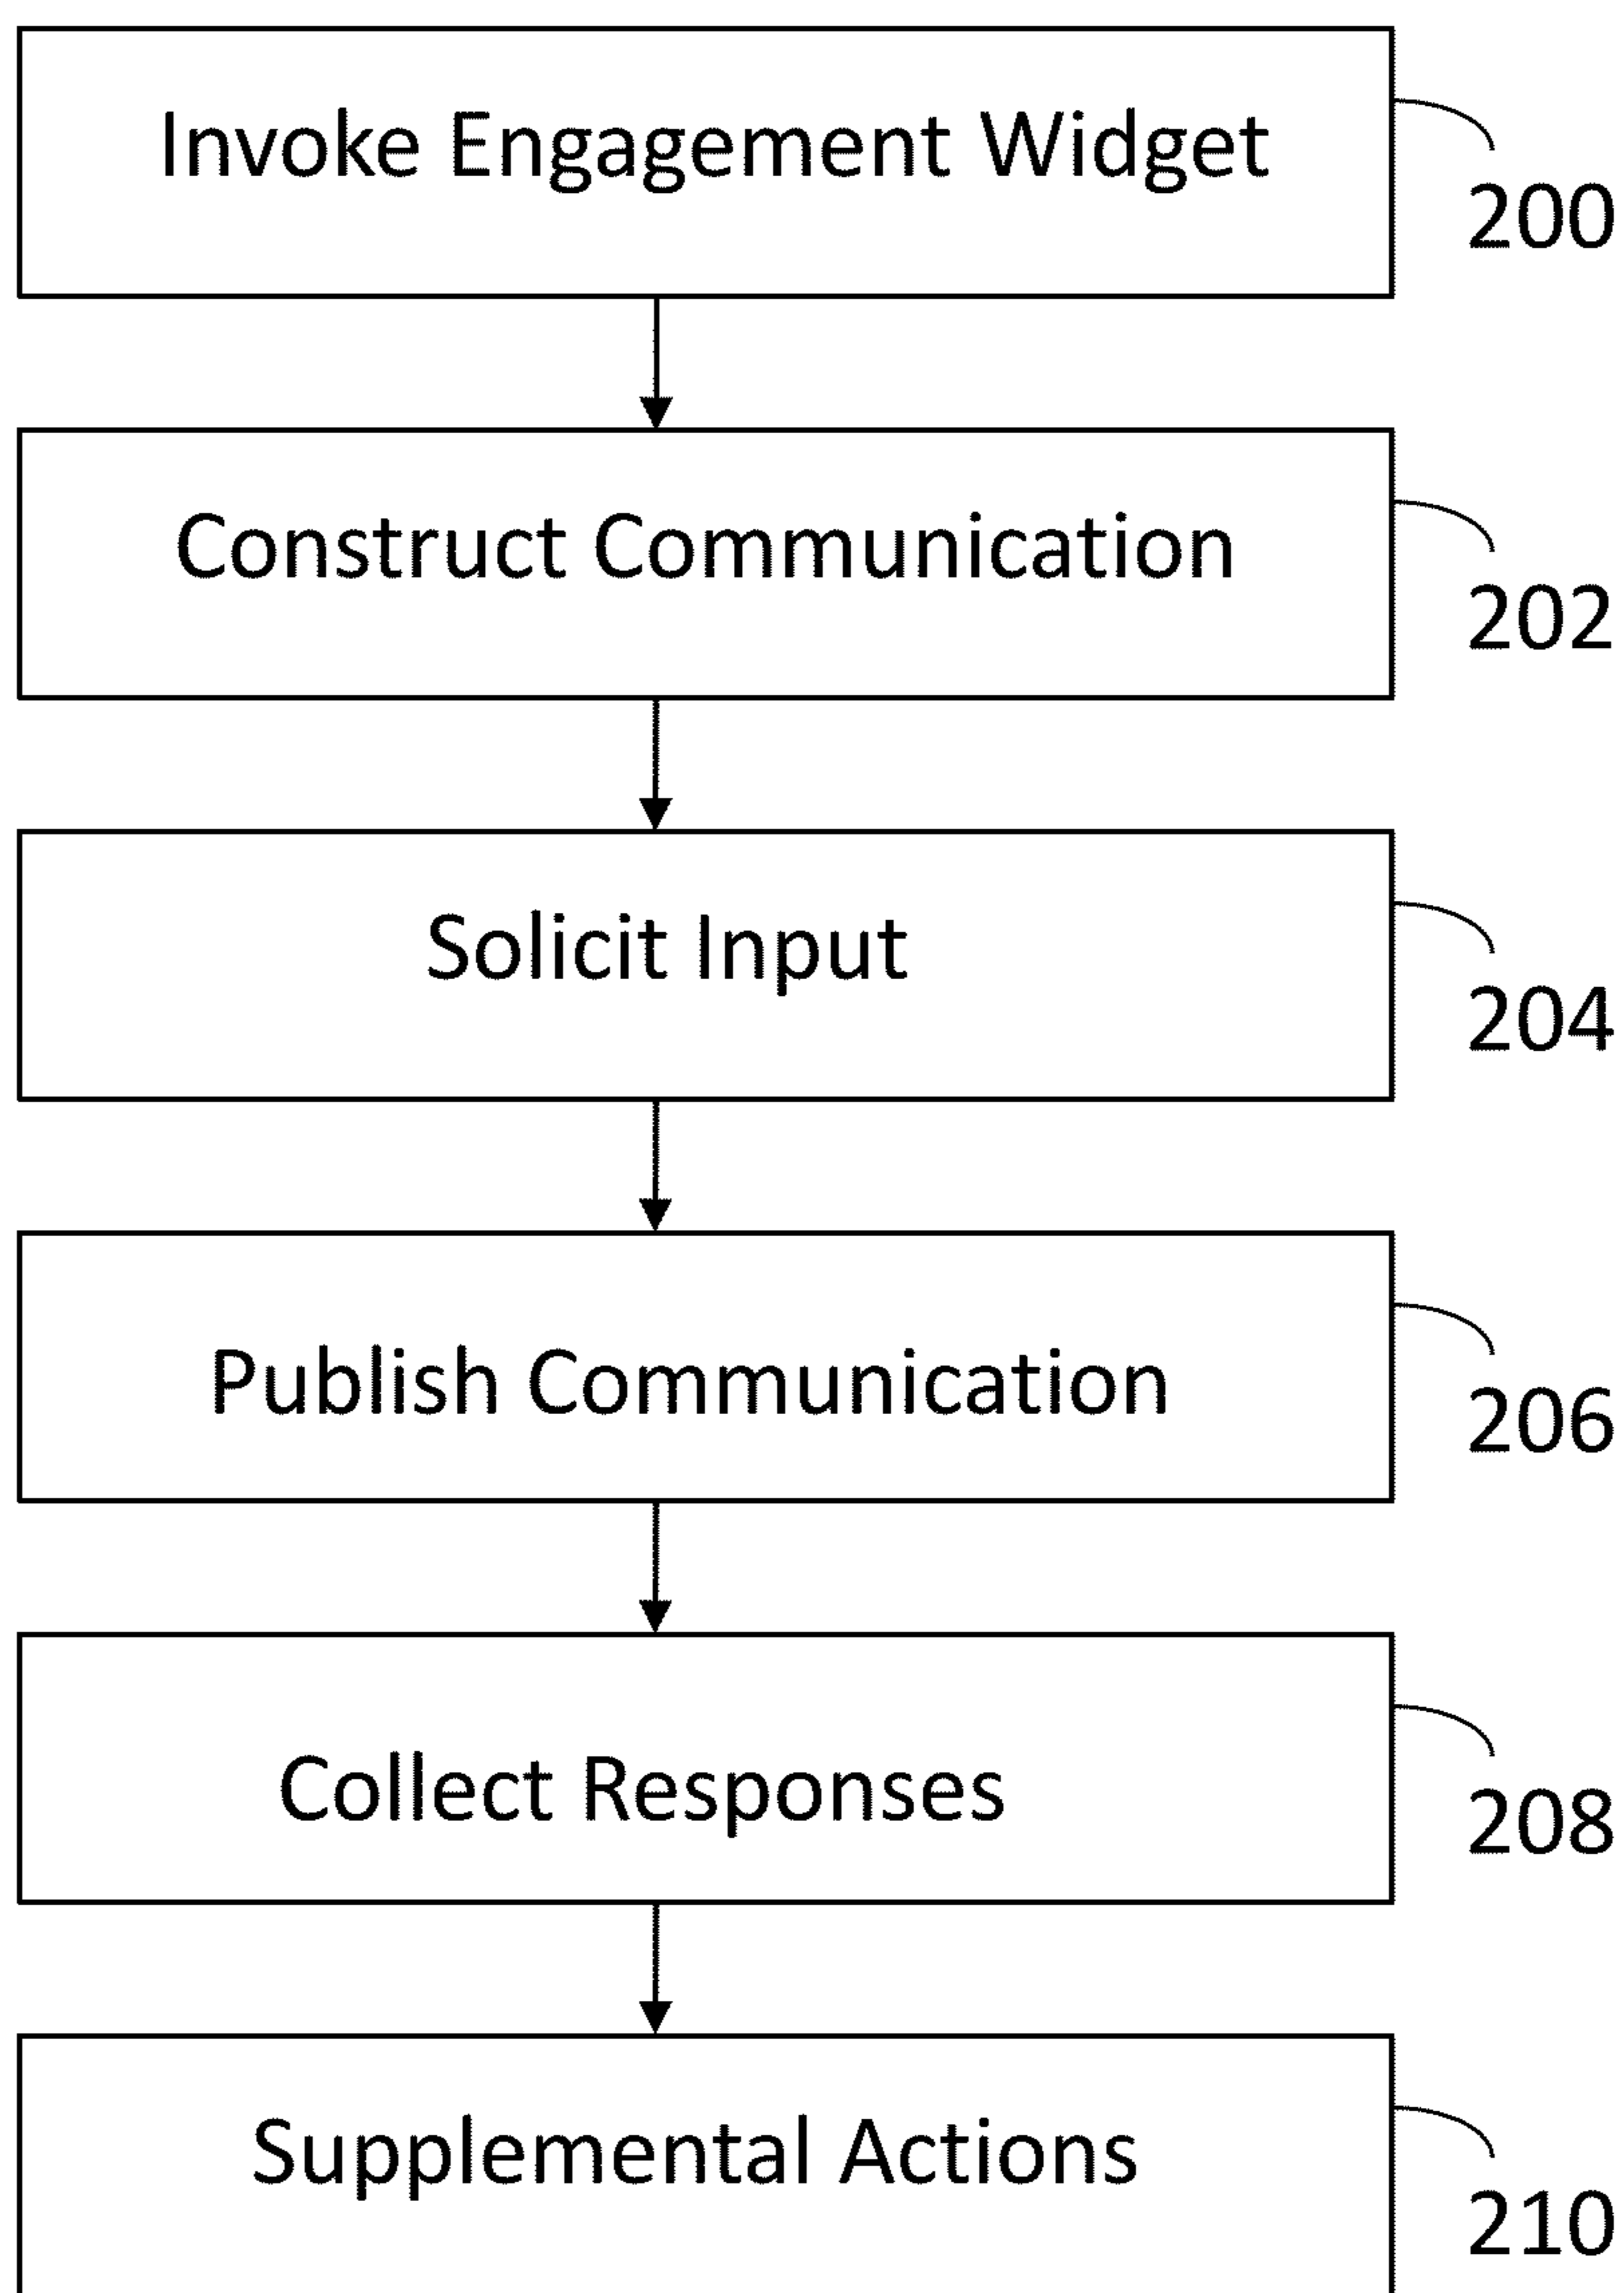 Invoke Engagement Widget
200
Construct Communication
202
Solicit Input
204
Publish Communication
206
Collect Responses
208
Supplemental Actions
210